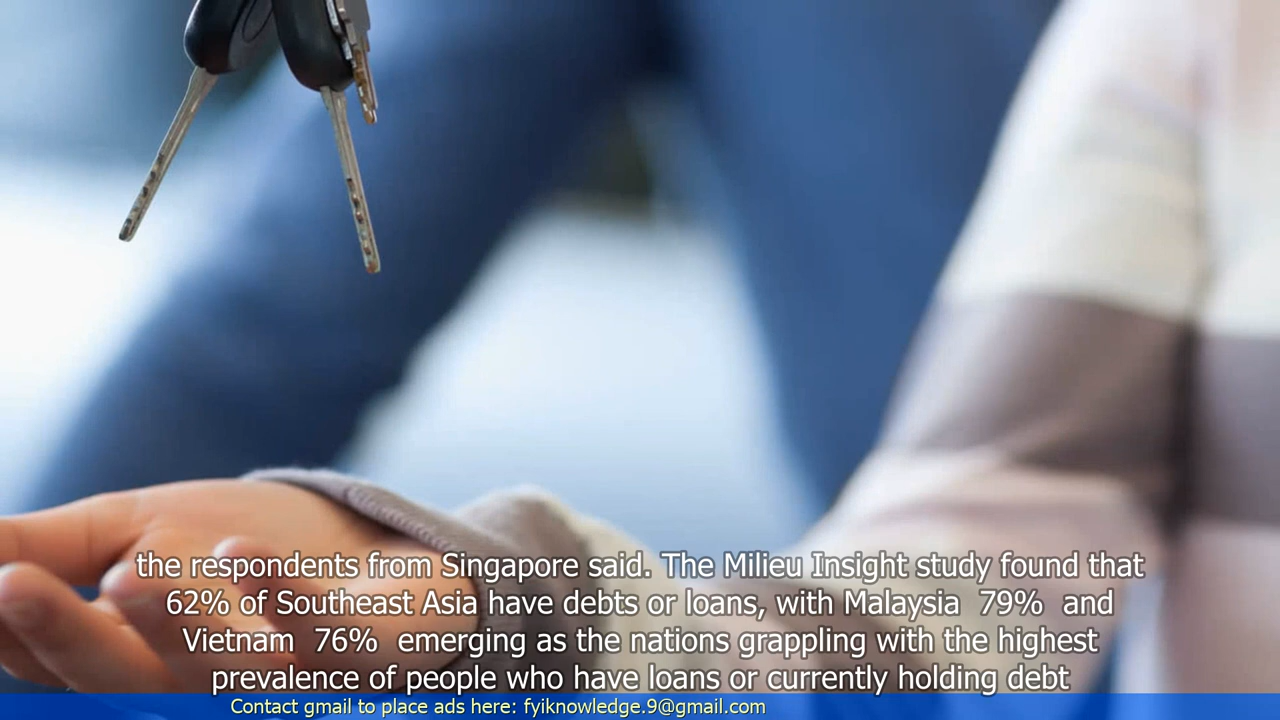 the respondents from Singapore said. The Milieu Insight study found that
62% of Southeast Asia have debts or loans, with Malaysia 79% and
Vietnam 76% emerging as the nations grappling with the highest
prevalence of people who have loans or currently holding debt
Contact gmail to place ads here: fyiknowledge.9@gmail.com